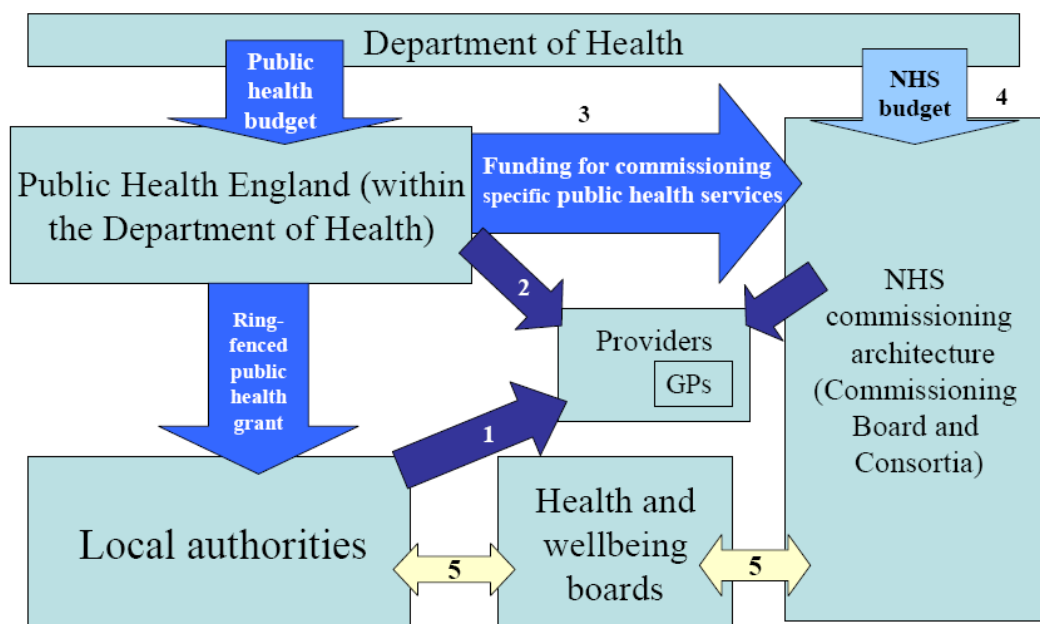 Department of Health
Public
health
budget
NHS
budget
4
3
Public Health England (within
the Department of Health)
Funding for commissioning
specific public health services
2
NHS
commissioning
architecture
(Commissioning
Board and
Consortia)
Ring-
fenced
public
health
grant
Providers
GPs
1
Local authorities
5
Health and
wellbeing
boards
5